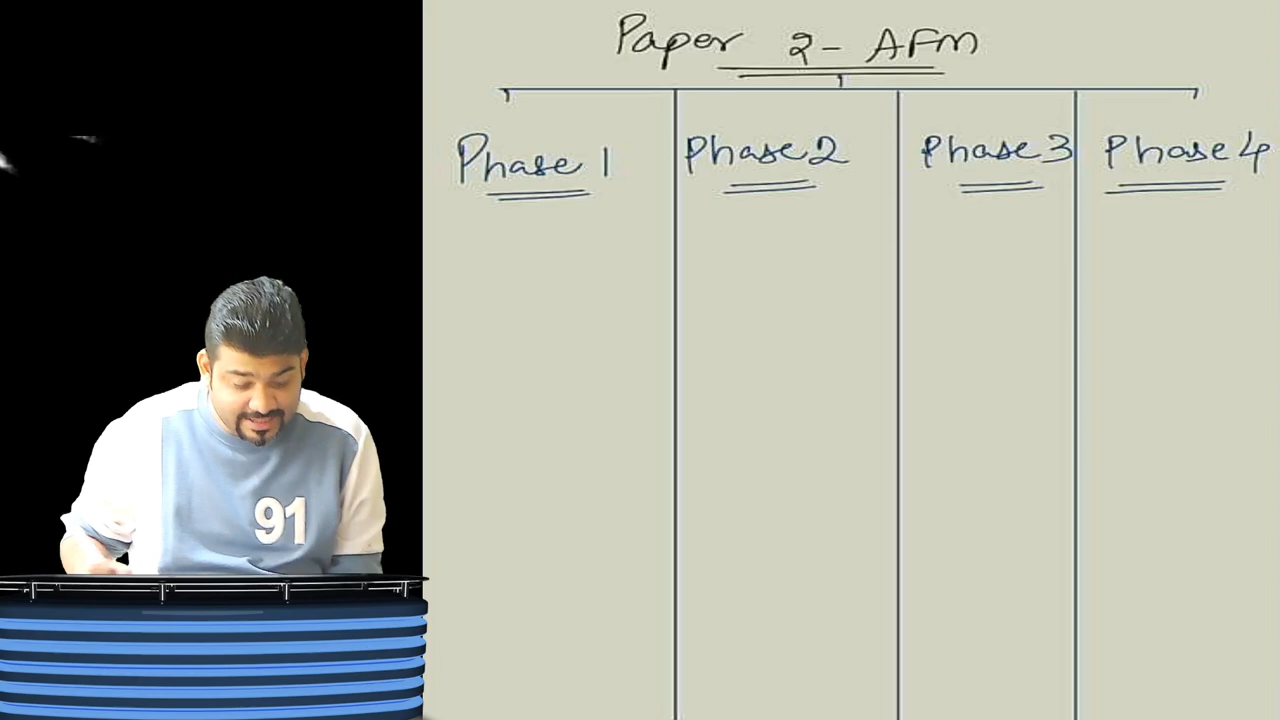 Paper 2 - AFM
Phase 1
Phase 2
Phase 3
Phase 4
91